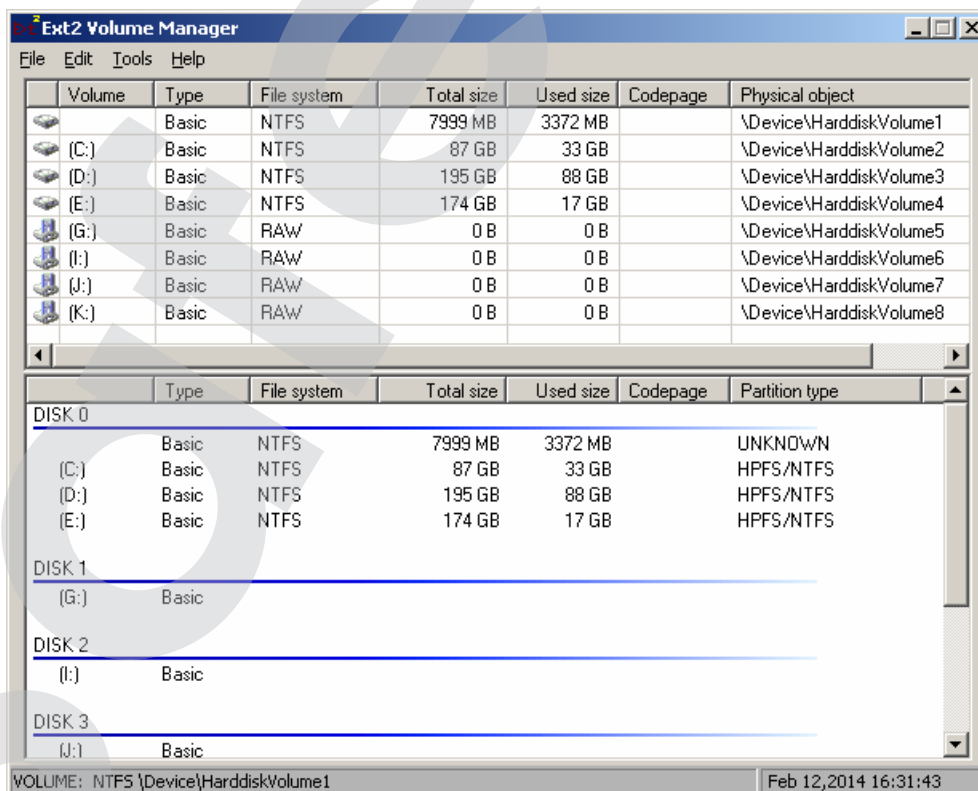 Ext2 Volume Manager
File Edit Tools Help
Volume Type File system Total size Used size Codepage Physical object
Basic NTFS 7999 MB 3372 MB \Device\HarddiskVolume1
(C:) Basic NTFS 87 GB 33 GB \Device\HarddiskVolume2
(D:) Basic NTFS 195 GB 88 GB \Device\HarddiskVolume3
(E:) Basic NTFS 174 GB 17 GB \Device\HarddiskVolume4
(G:) Basic RAW 0 B 0 B \Device\HarddiskVolume5
(I:) Basic RAW 0 B 0 B \Device\HarddiskVolume6
(J:) Basic RAW 0 B 0 B \Device\HarddiskVolume7
(K:) Basic RAW 0 B 0 B \Device\HarddiskVolume8
Type File system Total size Used size Codepage Partition type
DISK 0
Basic NTFS 7999 MB 3372 MB UNKNOWN
(C:) Basic NTFS 87 GB 33 GB HPFS/NTFS
(D:) Basic NTFS 195 GB 88 GB HPFS/NTFS
(E:) Basic NTFS 174 GB 17 GB HPFS/NTFS
DISK 1
(G:) Basic
DISK 2
(I:) Basic
DISK 3
(J:) Basic
VOLUME: NTFS \Device\HarddiskVolume1 Feb 12,2014 16:31:43